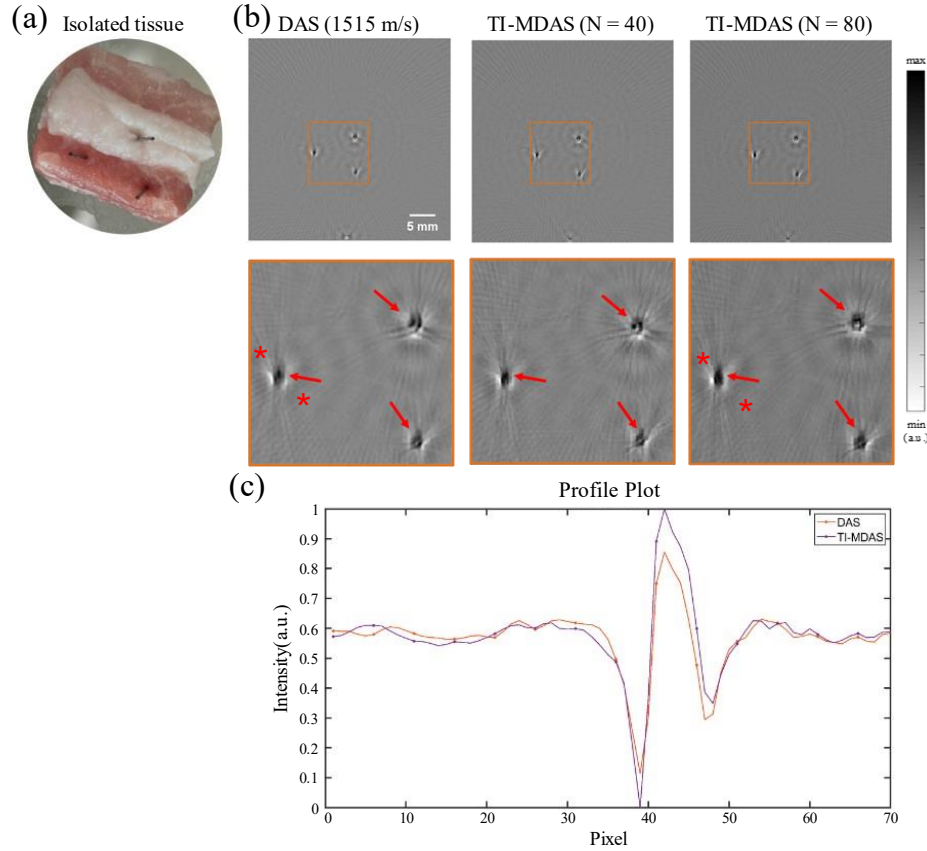 (a)
Isolated tissue
(b)
DAS (1515 m/s)
TI-MDAS (N = 40)
TI-MDAS (N = 80)
max
5 mm
*
*
*
*
min
(a.u.)
(c)
Profile Plot
DAS
TI-MDAS
Intensity(a.u.)
1
0.9
0.8
0.7
0.6
0.5
0.4
0.3
0.2
0.1
0
0 10 20 30 40 50 60 70
Pixel